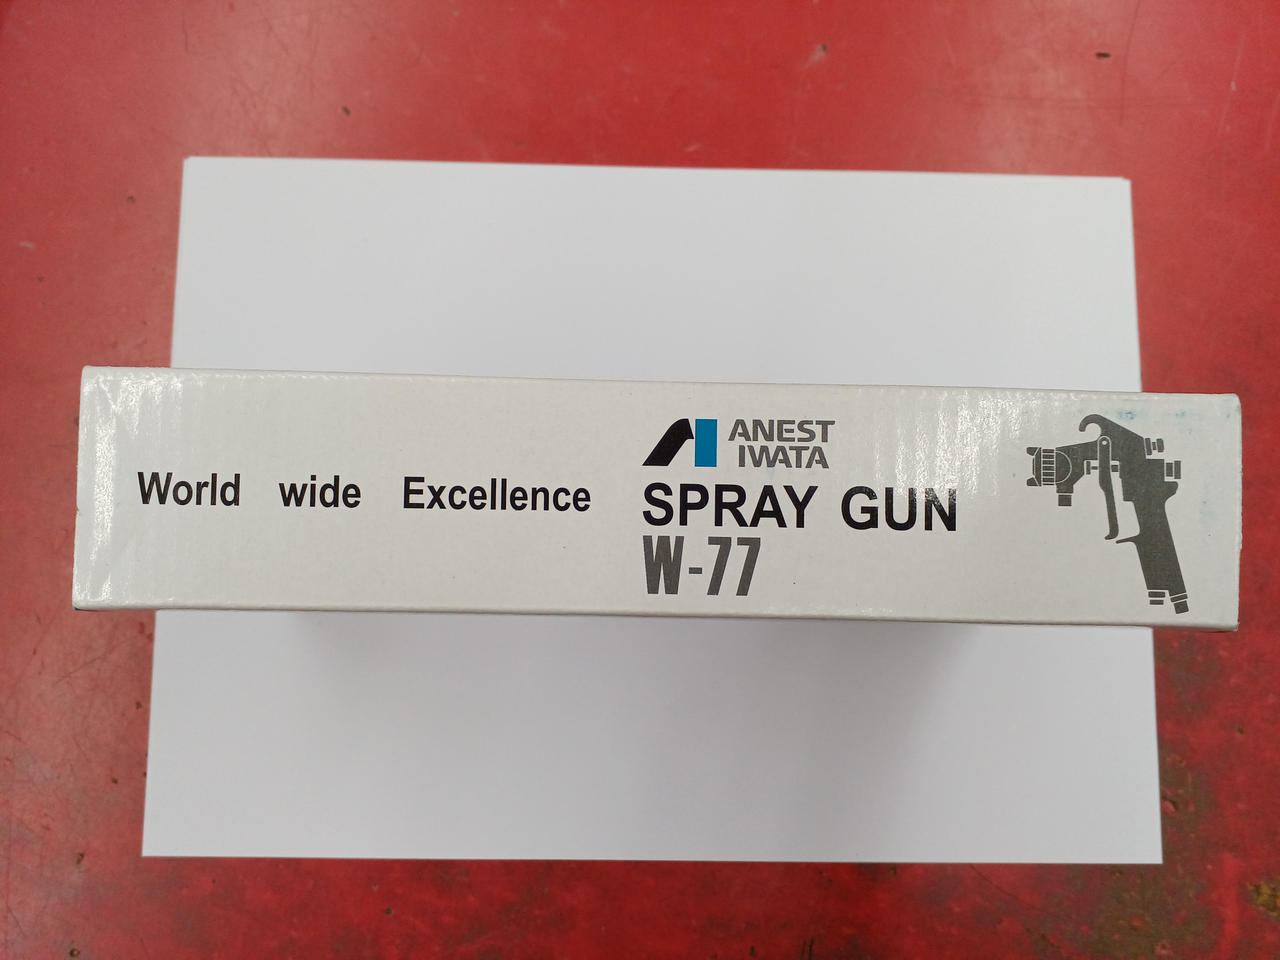 World wide Excellence
ANEST
IWATA
SPRAY GUN
W-77